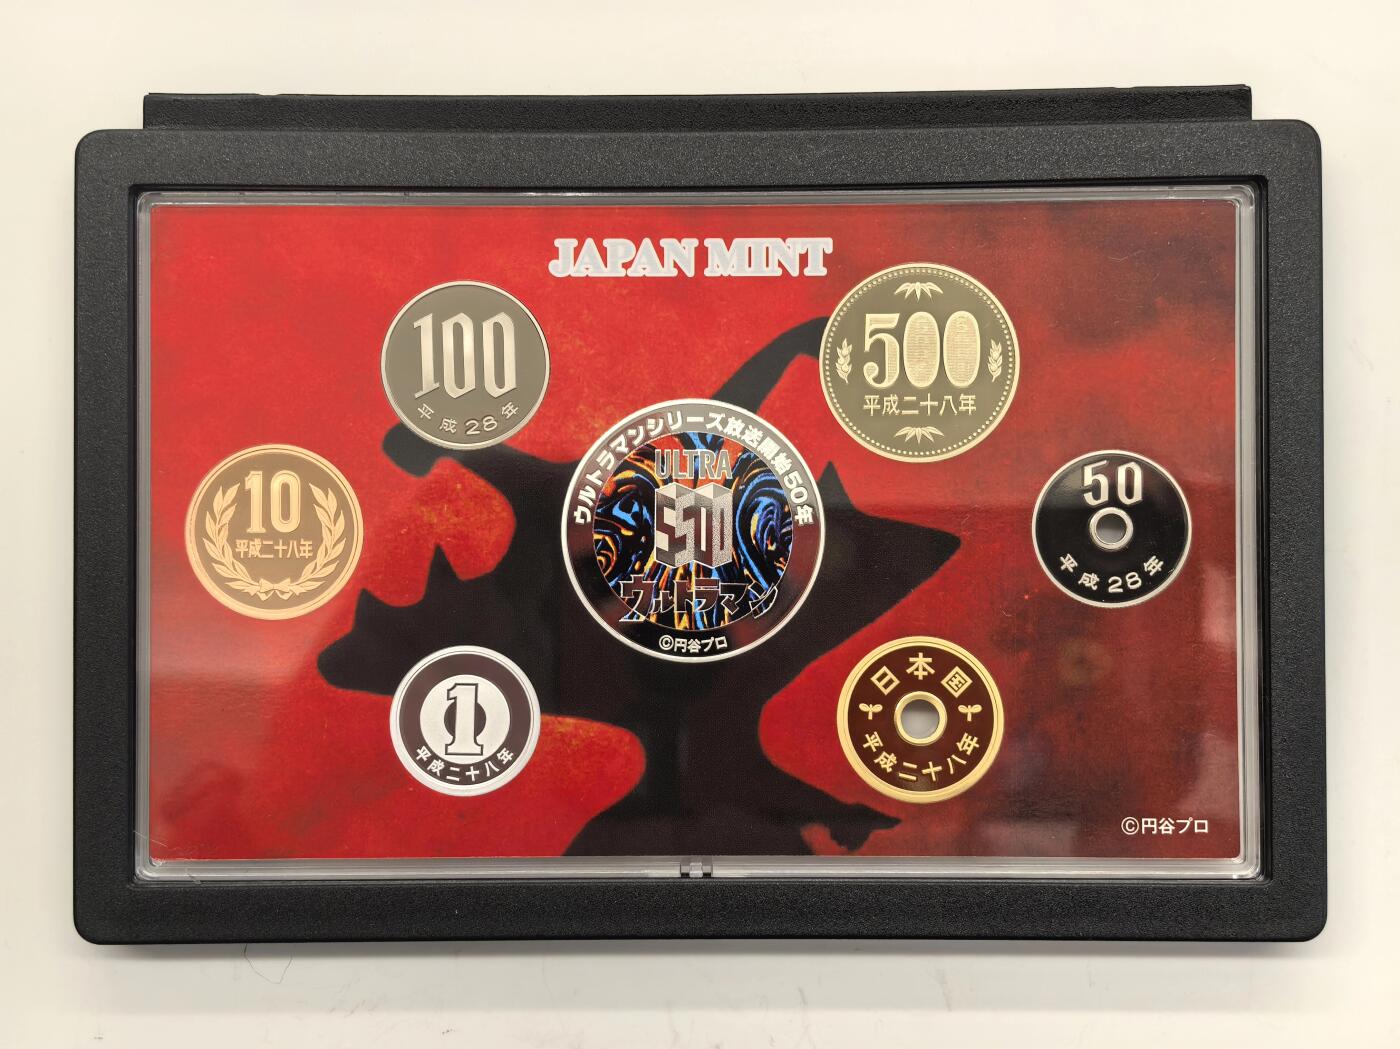 JAPAN MINT
100
平成28年
500
平成二十八年
10
平成二十八年
ウルトラマンシリーズ放送開始50年
ULTRA
50
ウルトラマン
©円谷プロ
50
平成28年
1
平成二十八年
日本国
平成二十八年
©円谷プロ